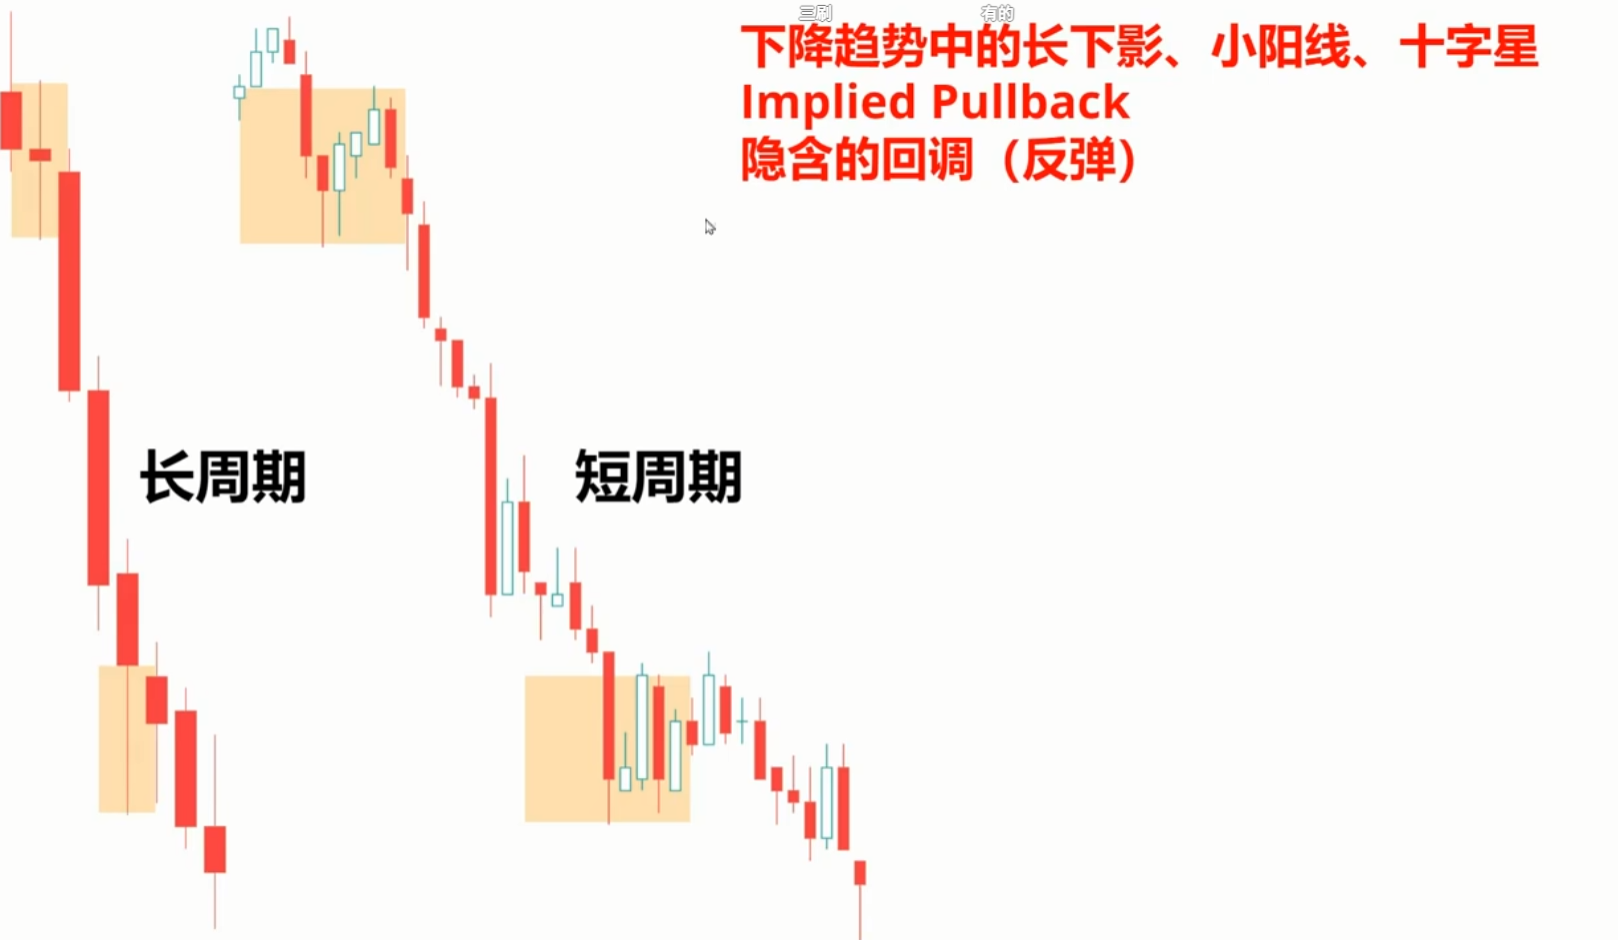 三刷
有的
下降趋势中的长下影、小阳线、十字星
Implied Pullback
隐含的回调（反弹）
长周期
短周期